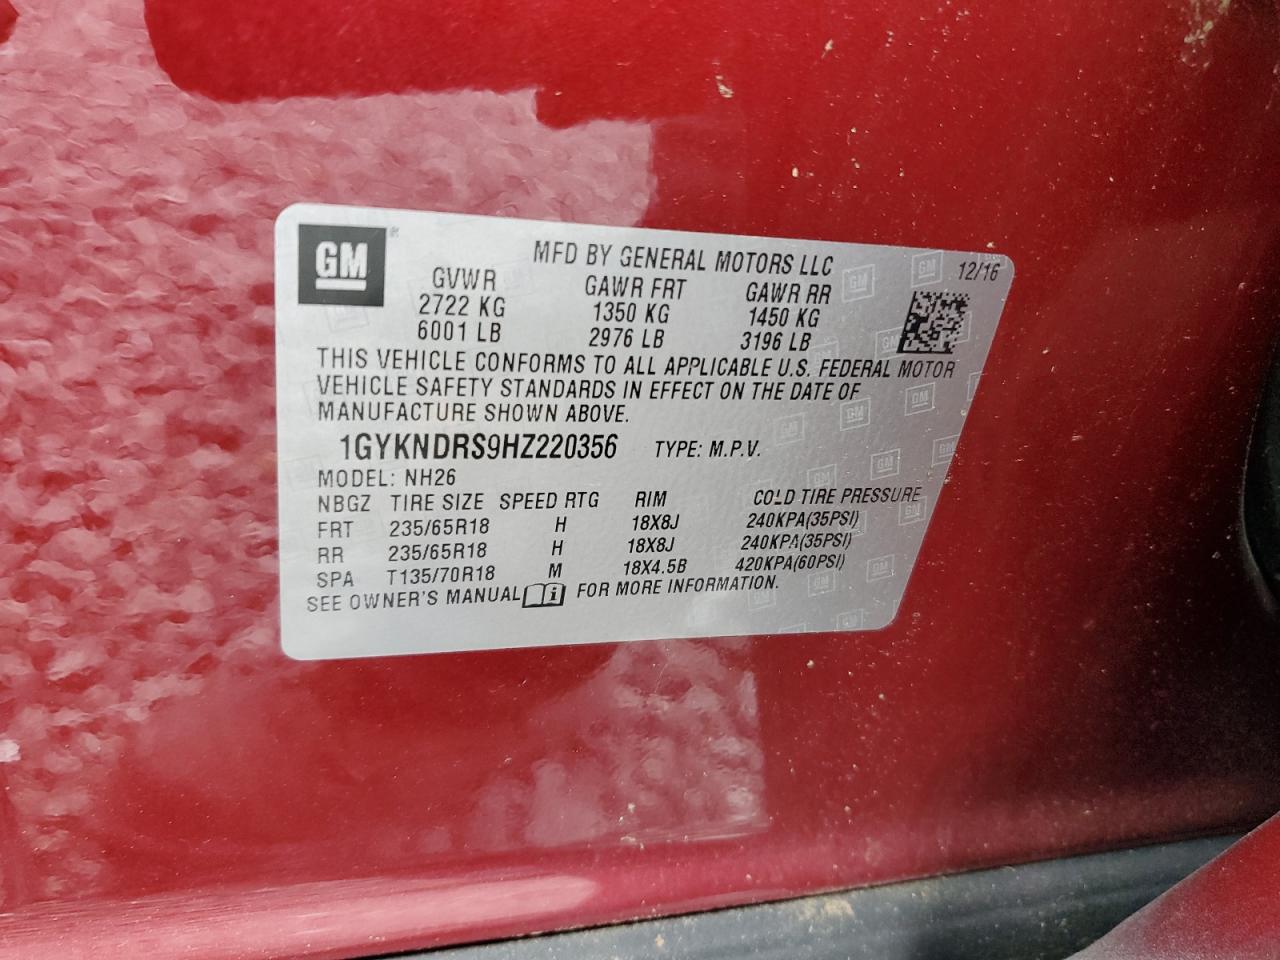 GM ®
MFD BY GENERAL MOTORS LLC 12/16
GVWR GAWR FRT GAWR RR
2722 KG 1350 KG 1450 KG
6001 LB 2976 LB 3196 LB
THIS VEHICLE CONFORMS TO ALL APPLICABLE U.S. FEDERAL MOTOR
VEHICLE SAFETY STANDARDS IN EFFECT ON THE DATE OF
MANUFACTURE SHOWN ABOVE.
1GYKNDRS9HZ220356 TYPE: M.P.V.
MODEL: NH26
NBGZ TIRE SIZE SPEED RTG RIM COLD TIRE PRESSURE
FRT 235/65R18 H 18X8J 240KPA(35PSI)
RR 235/65R18 H 18X8J 240KPA(35PSI)
SPA T135/70R18 M 18X4.5B 420KPA(60PSI)
SEE OWNER'S MANUAL i FOR MORE INFORMATION.